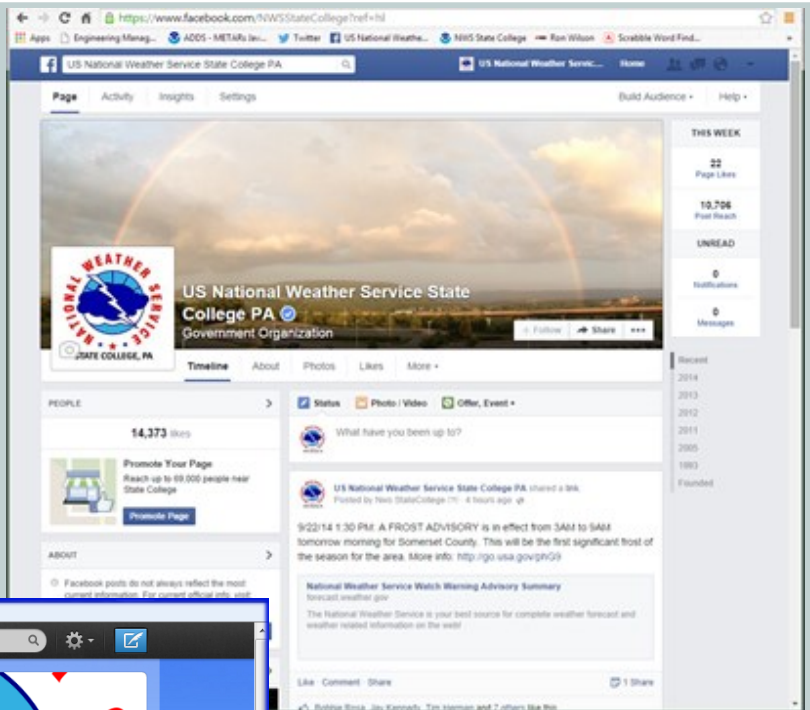 https://www.facebook.com/NWSStateCollege?ref=hl
Apps Engineering Manag... ADDS - METARs Jav... Twitter US National Weathe... NWS State College Ron Wilson Scrabble Word Find...
US National Weather Service State College PA
US National Weather Servic... Home
Page Activity Insights Settings
Build Audience Help
THIS WEEK
22
Page Likes
10,706
Post Reach
UNREAD
0
Notifications
0
Messages
Recent
2014
2013
2012
2011
2005
1993
Founded
NATIONAL WEATHER SERVICE
STATE COLLEGE, PA
US National Weather Service State
College PA
Government Organization
+ Follow Share •••
Timeline About Photos Likes More
PEOPLE
14,373 likes
Promote Your Page
Reach up to 69,000 people near
State College
Promote Page
ABOUT
Facebook posts do not always reflect the most
current information. For current official info, visit
Status Photo / Video Offer, Event +
What have you been up to?
US National Weather Service State College PA shared a link.
Posted by Nws StateCollege [?] · 4 hours ago
9/22/14 1:30 PM: A FROST ADVISORY is in effect from 3AM to 9AM
tomorrow morning for Somerset County. This will be the first significant frost of
the season for the area. More info: http://go.usa.gov/phG9
National Weather Service Watch Warning Advisory Summary
forecast.weather.gov
The National Weather Service is your best source for complete weather forecast and
weather related information on the web!
Like · Comment · Share
1 Share
Bobbie Rosa, Jay Kennedy, Tim Herman and 7 others like this.